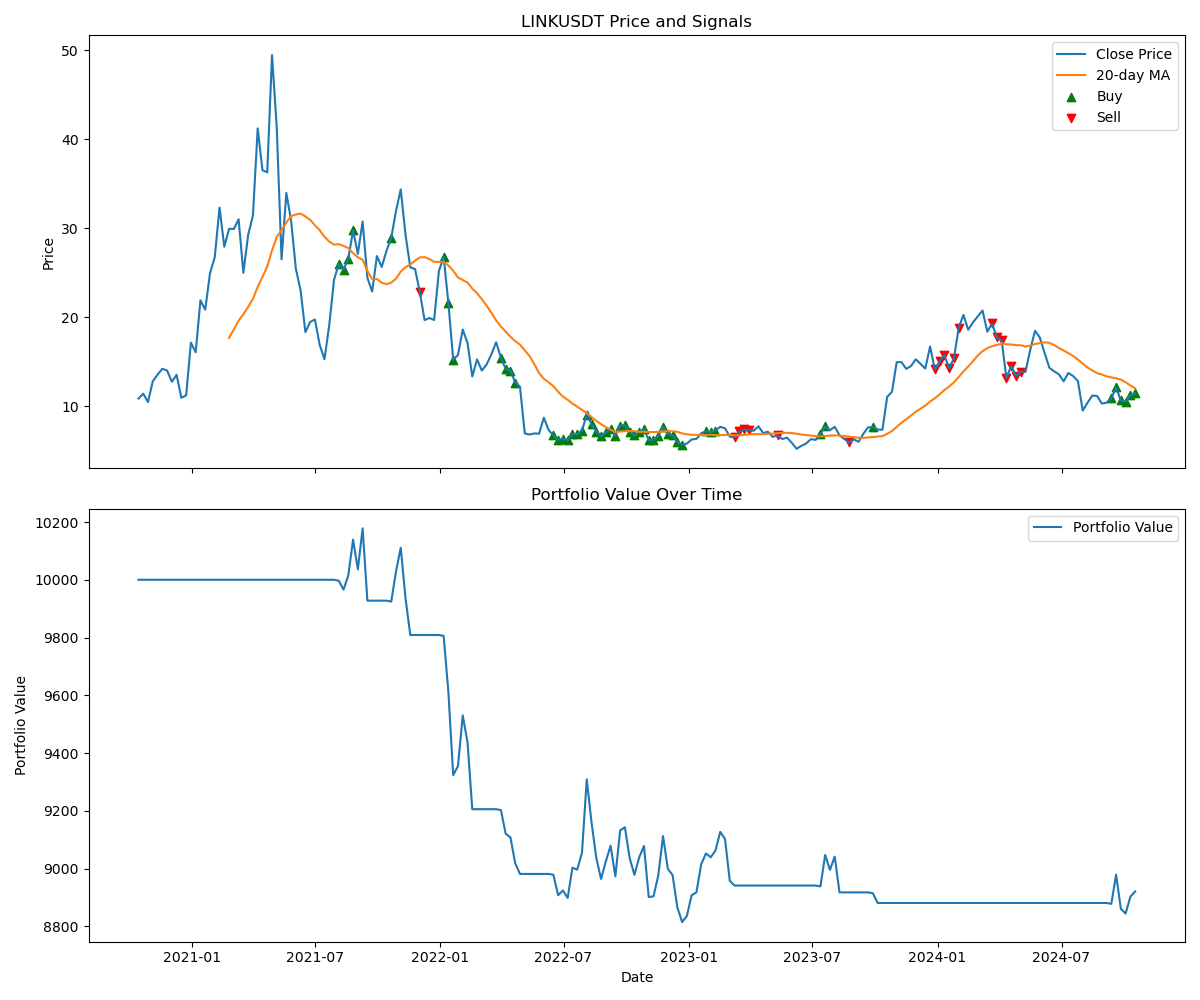 LINKUSDT Price and Signals
50
40
30
20
10
Price
Close Price
20-day MA
Buy
Sell
Portfolio Value Over Time
10200
10000
9800
9600
9400
9200
9000
8800
Portfolio Value
Portfolio Value
2021-01
2021-07
2022-01
2022-07
2023-01
2023-07
2024-01
2024-07
Date